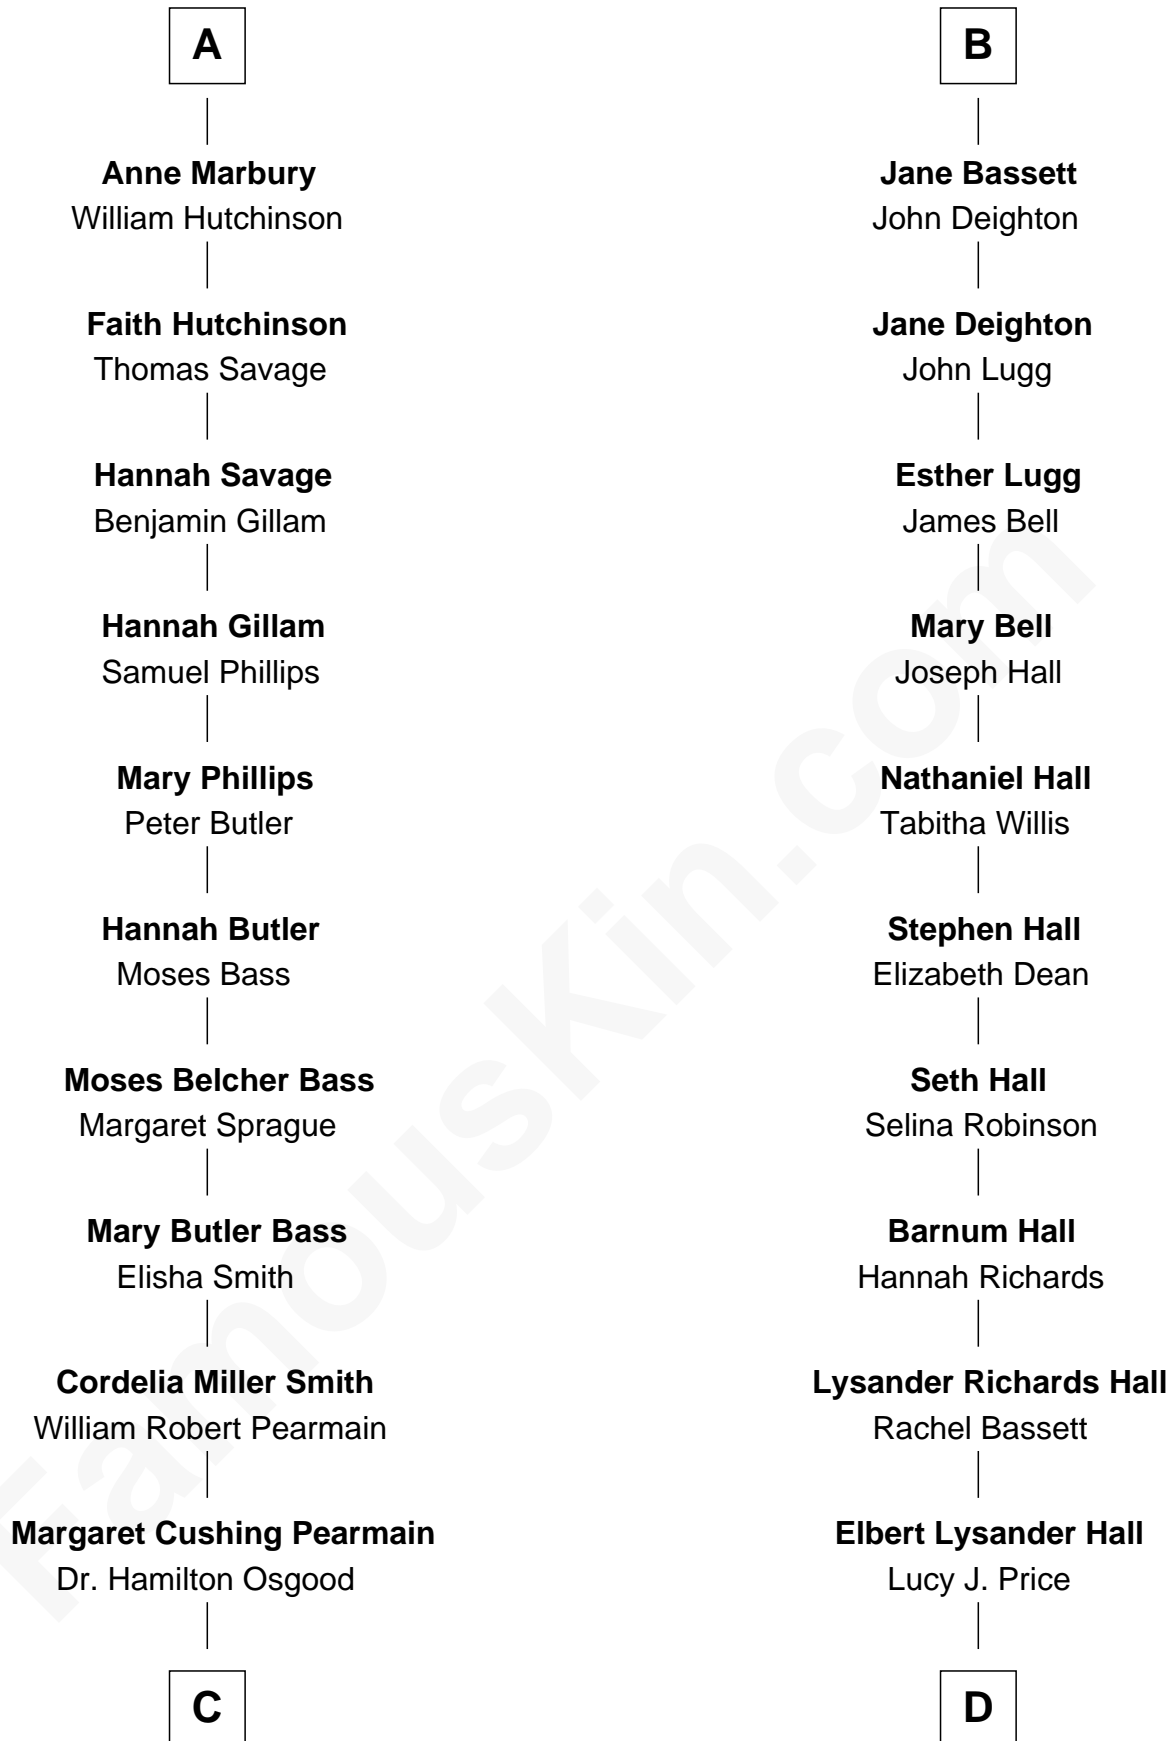 A
Anne Marbury
William Hutchinson
Faith Hutchinson
Thomas Savage
Hannah Savage
Benjamin Gillam
Hannah Gillam
Samuel Phillips
Mary Phillips
Peter Butler
Hannah Butler
Moses Bass
Moses Belcher Bass
Margaret Sprague
Mary Butler Bass
Elisha Smith
Cordelia Miller Smith
William Robert Pearmain
Margaret Cushing Pearmain
Dr. Hamilton Osgood
C
B
Jane Bassett
John Deighton
Jane Deighton
John Lugg
Esther Lugg
James Bell
Mary Bell
Joseph Hall
Nathaniel Hall
Tabitha Willis
Stephen Hall
Elizabeth Dean
Seth Hall
Selina Robinson
Barnum Hall
Hannah Richards
Lysander Richards Hall
Rachel Bassett
Elbert Lysander Hall
Lucy J. Price
D
FamousKin.com